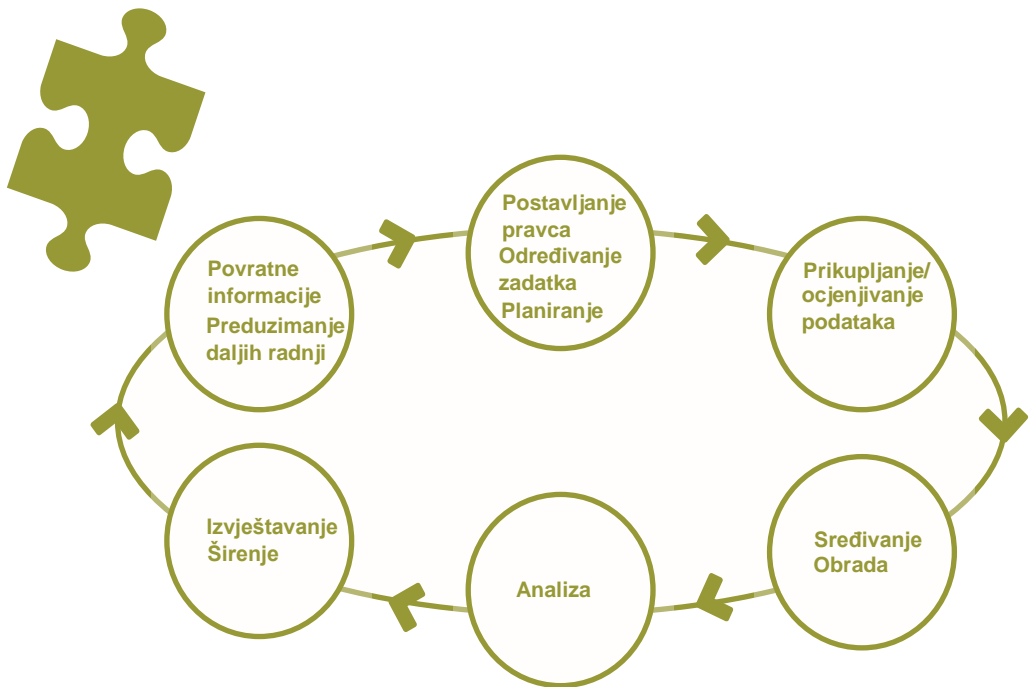 Postavljanje
pravca
Određivanje
zadatka
Planiranje
Prikupljanje/
ocjenjivanje
podataka
Sređivanje
Obrada
Analiza
Izvještavanje
Širenje
Povratne
informacije
Preduzimanje
daljih radnji